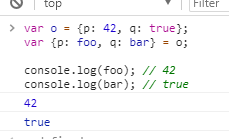 top Filter
> var o = {p: 42, q: true};
var {p: foo, q: bar} = o;
console.log(foo); // 42
console.log(bar); // true
42
true